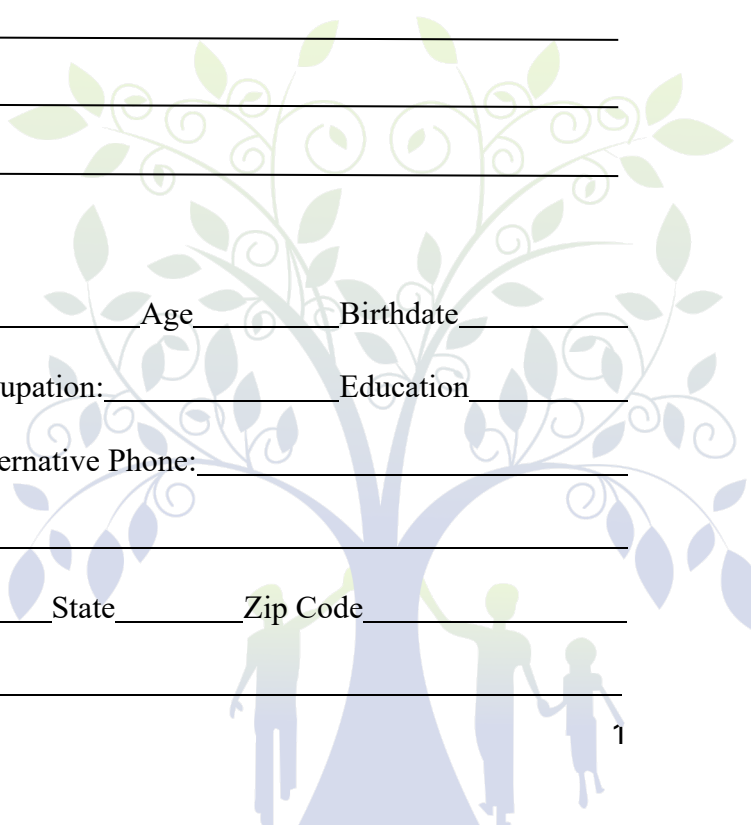 Age Birthdate
upation: Education
ernative Phone:
State Zip Code
1